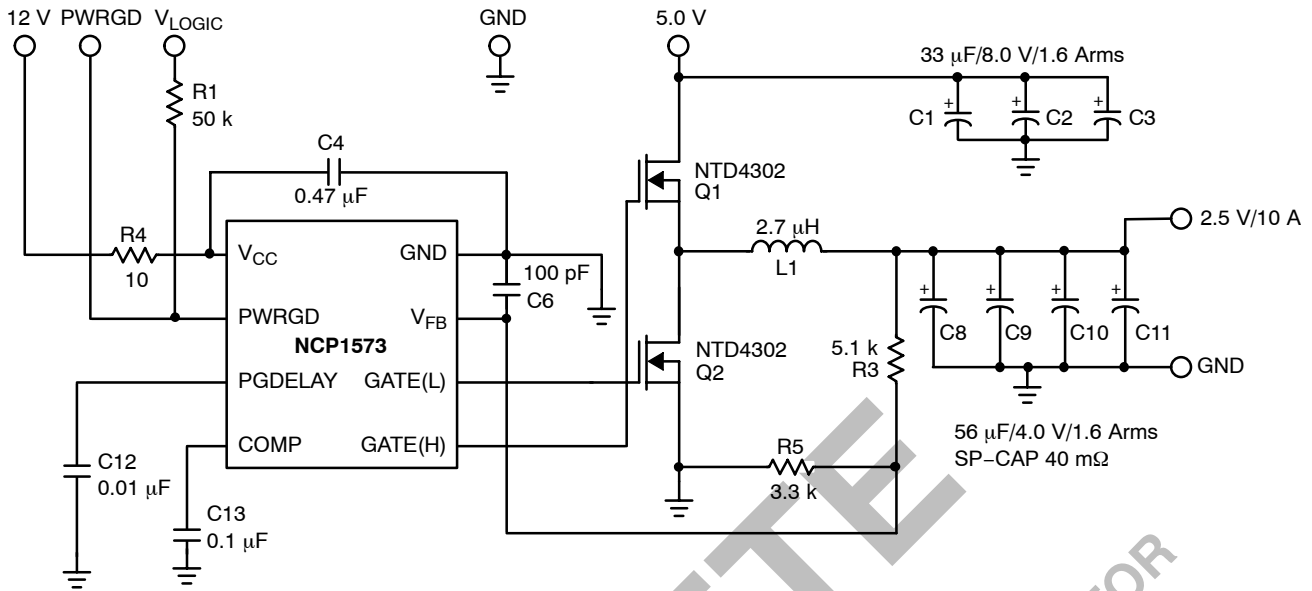 12 V PWRGD VLOGIC GND 5.0 V
33 μF/8.0 V/1.6 Arms
R1
50 k
C1 C2 C3
+ + +
C4
0.47 μF
NTD4302
Q1
2.5 V/10 A
R4
10
2.7 μH
L1
VCC GND
100 pF
C6
PWRGD VFB
NCP1573
+ + + +
C8 C9 C10 C11
NTD4302
Q2
5.1 k
R3
GND
PGDELAY GATE(L)
COMP GATE(H)
R5
3.3 k
56 μF/4.0 V/1.6 Arms
SP−CAP 40 mΩ
C12
0.01 μF
C13
0.1 μF